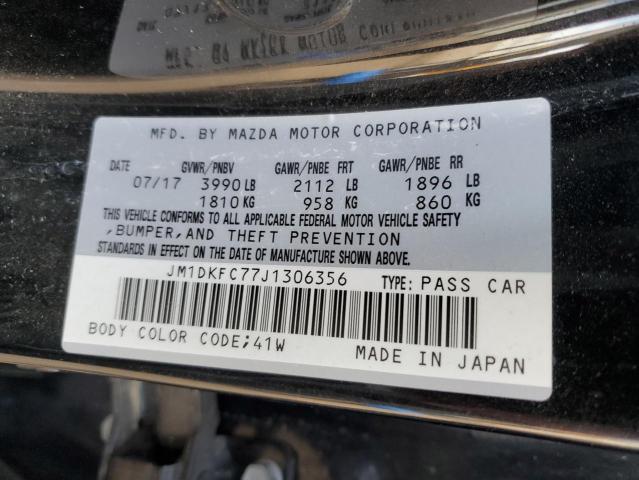 MFD. BY MAZDA MOTOR CORPORATION
DATE GVWR/PNBV GAWR/PNBE FRT GAWR/PNBE RR
07/17 3990 LB 2112 LB 1896 LB
1810 KG 958 KG 860 KG
THIS VEHICLE CONFORMS TO ALL APPLICABLE FEDERAL MOTOR VEHICLE SAFETY
,BUMPER,AND THEFT PREVENTION
STANDARDS IN EFFECT ON THE DATE OF MANUFACTURE SHOWN ABOVE.
JM1DKFC77J1306356 TYPE: PASS CAR
BODY COLOR CODE;41W
MADE IN JAPAN